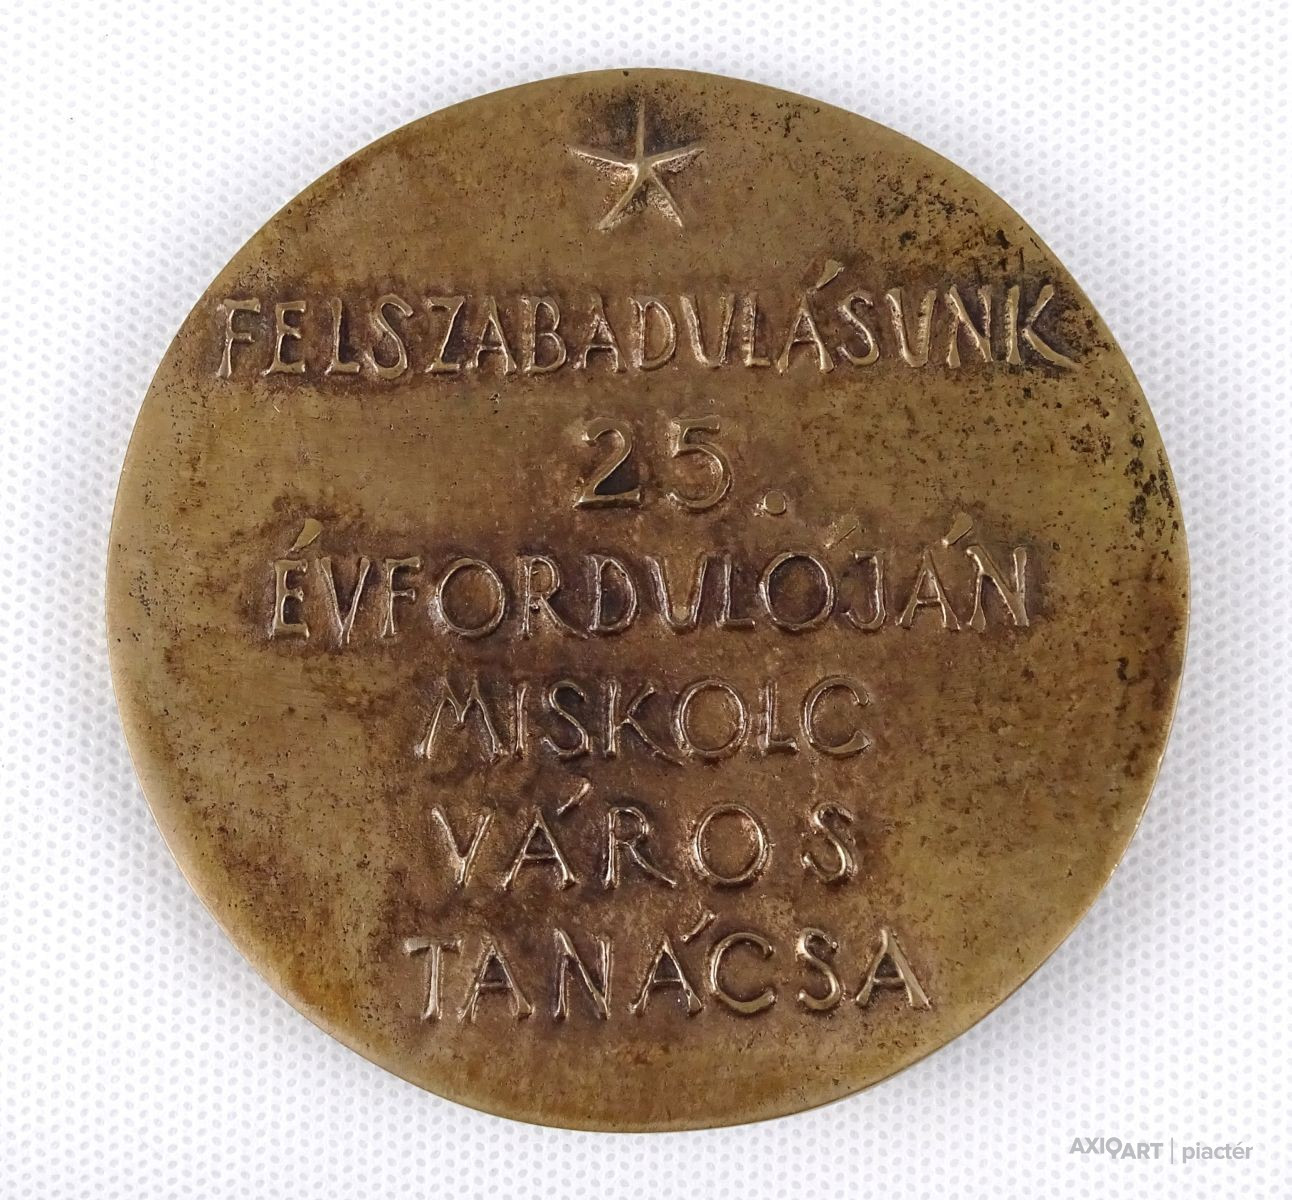 FELSZABADULÁSUNK
25.
ÉVFORDULÓJÁN
MISKOLC
VÁROS
TANÁCSA
AXIOART | piactér